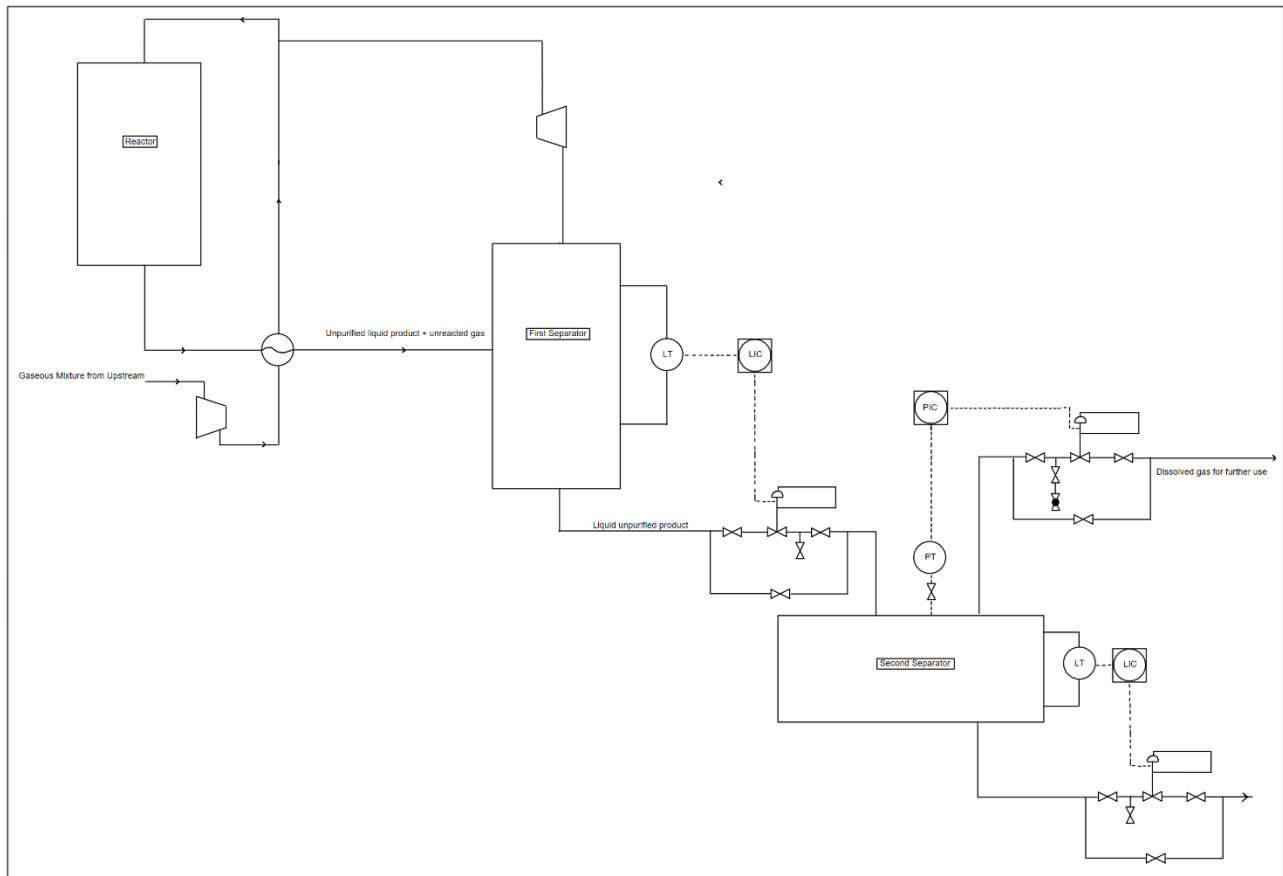 Reactor
Unpurified liquid product + unreacted gas
First Separator
LT
LIC
Gaseous Mixture from Upstream
PIC
Dissolved gas for further use
Liquid unpurified product
PT
Second Separator
LT
LIC